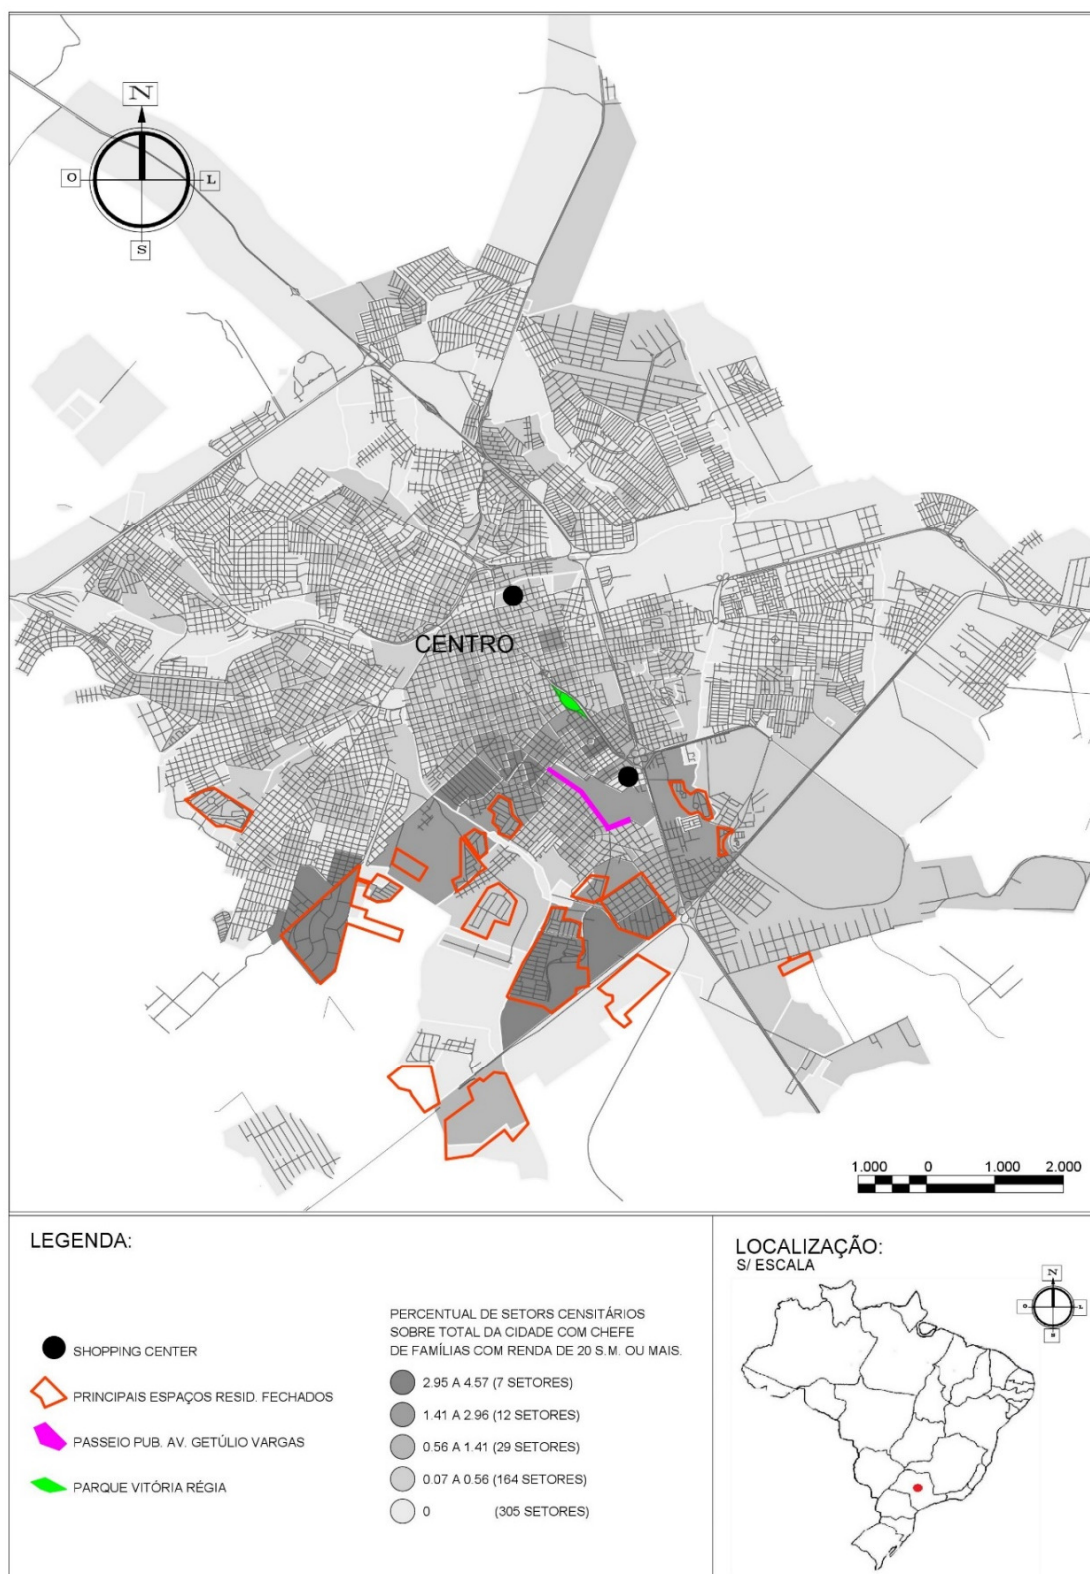 N
O
L
S
CENTRO
1.000 0 1.000 2.000
LEGENDA:
SHOPPING CENTER
PRINCIPAIS ESPAÇOS RESID. FECHADOS
PASSEIO PUB. AV. GETÚLIO VARGAS
PARQUE VITÓRIA RÉGIA
PERCENTUAL DE SETORS CENSITÁRIOS
SOBRE TOTAL DA CIDADE COM CHEFE
DE FAMÍLIAS COM RENDA DE 20 S.M. OU MAIS.
2.95 A 4.57 (7 SETORES)
1.41 A 2.96 (12 SETORES)
0.56 A 1.41 (29 SETORES)
0.07 A 0.56 (164 SETORES)
0 (305 SETORES)
LOCALIZAÇÃO:
S/ ESCALA
N